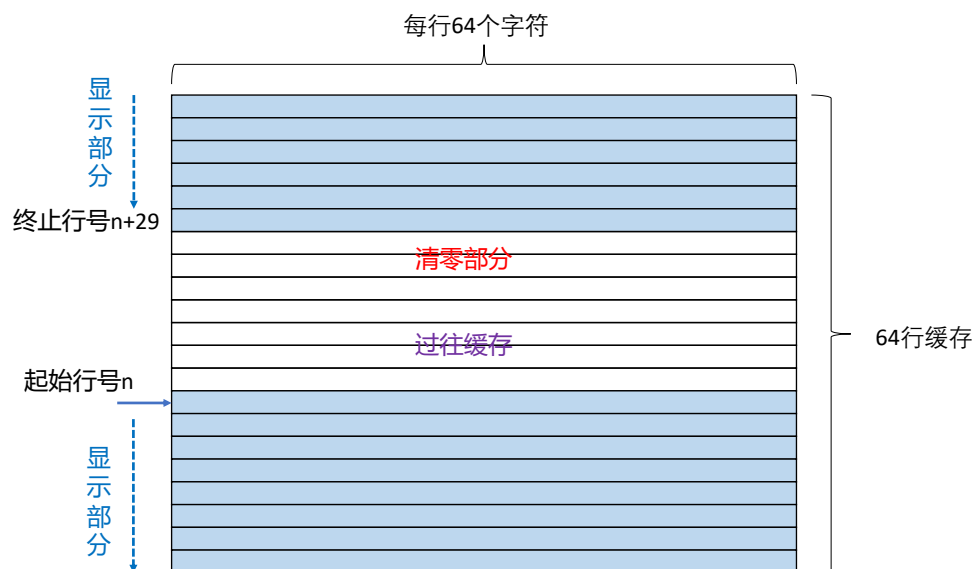 每行64个字符
显示部分
终止行号n+29
清零部分
过往缓存
64行缓存
起始行号n
显示部分